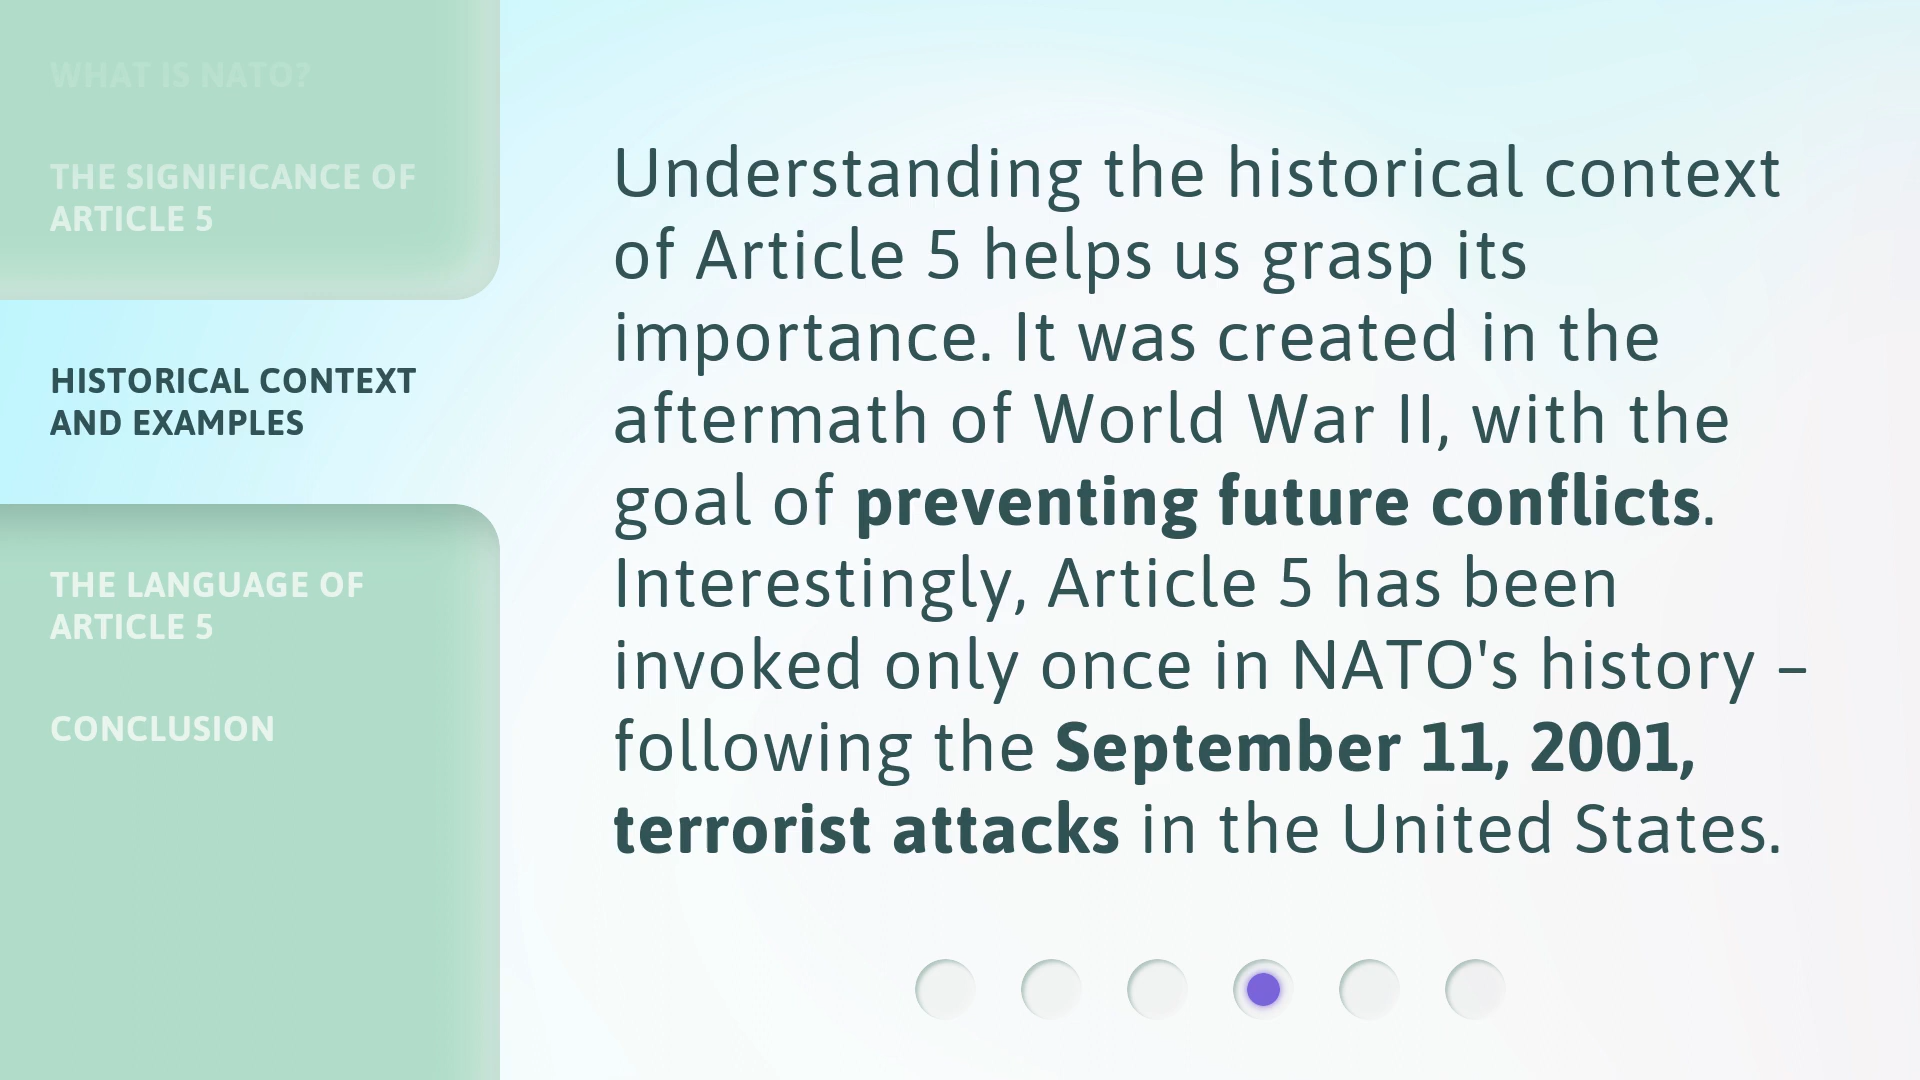 WHAT IS NATO?
THE SIGNIFICANCE OF
ARTICLE 5
HISTORICAL CONTEXT
AND EXAMPLES
THE LANGUAGE OF
ARTICLE 5
CONCLUSION
Understanding the historical context
of Article 5 helps us grasp its
importance. It was created in the
aftermath of World War II, with the
goal of preventing future conflicts.
Interestingly, Article 5 has been
invoked only once in NATO's history –
following the September 11, 2001,
terrorist attacks in the United States.